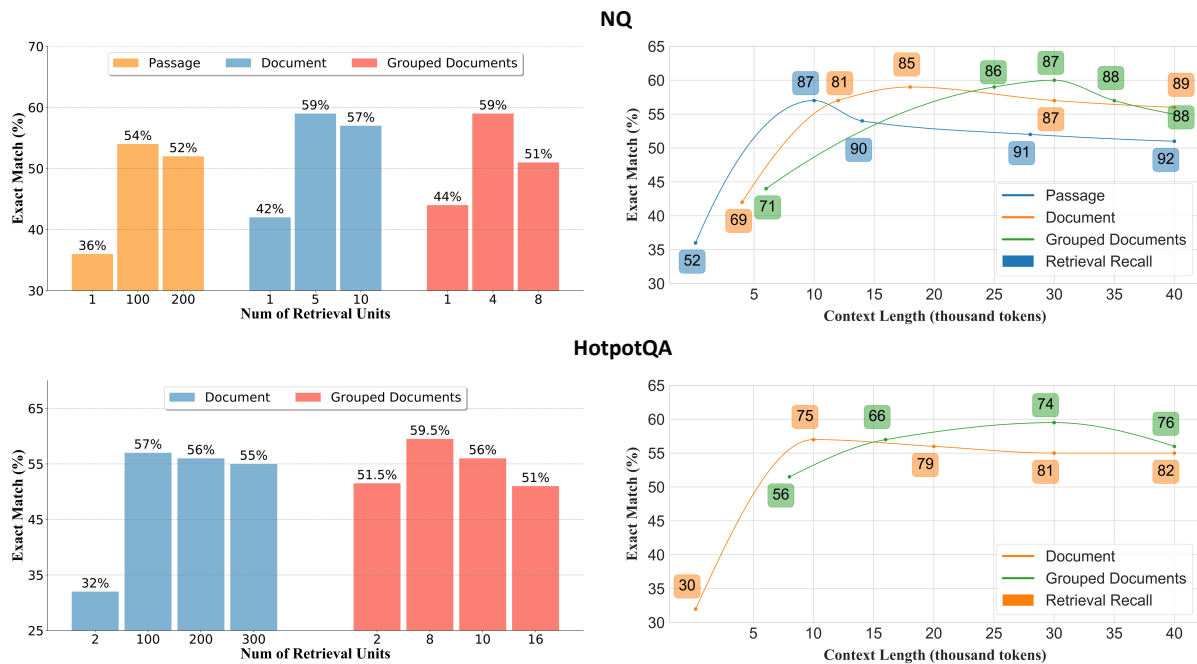 NQ
Passage Document Grouped Documents
Exact Match (%)
70
60
50
40
30
36% 54% 52% 42% 59% 57% 44% 59% 51%
1 100 200 1 5 10 1 4 8
Num of Retrieval Units
Exact Match (%)
65
60
55
50
45
40
35
30
52 87 90 91 92
69 81 85 87 89
71 86 87 88 88
Passage
Document
Grouped Documents
Retrieval Recall
5 10 15 20 25 30 35 40
Context Length (thousand tokens)
HotpotQA
Document Grouped Documents
Exact Match (%)
65
55
45
35
25
32% 57% 56% 55% 51.5% 59.5% 56% 51%
2 100 200 300 2 8 10 16
Num of Retrieval Units
Exact Match (%)
65
60
55
50
45
40
35
30
30 75 79 81 82
56 66 74 76
Document
Grouped Documents
Retrieval Recall
5 10 15 20 25 30 35 40
Context Length (thousand tokens)